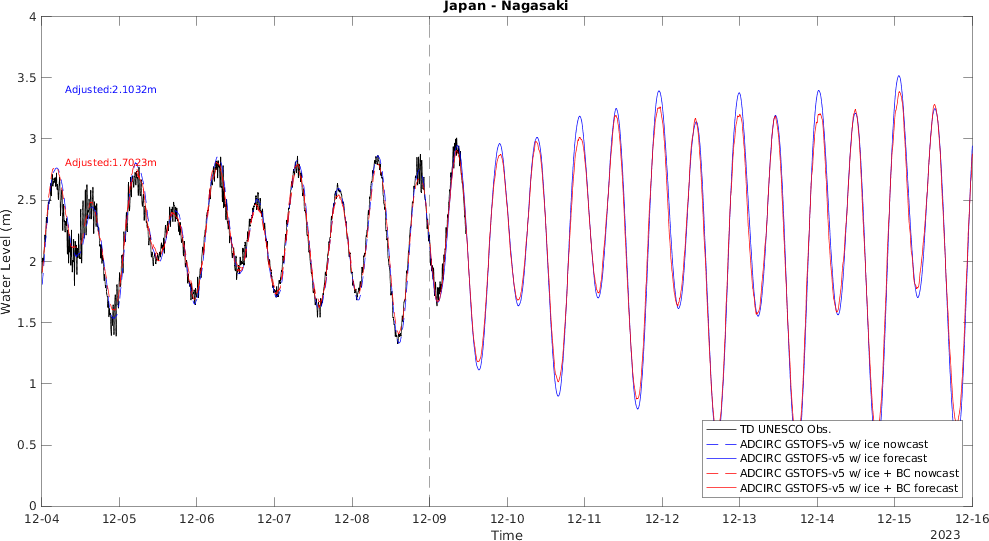 Japan - Nagasaki
4
3.5
3
2.5
2
1.5
1
0.5
0
Water Level (m)
Adjusted:2.1032m
Adjusted:1.7023m
TD UNESCO Obs.
ADCIRC GSTOFS-v5 w/ ice nowcast
ADCIRC GSTOFS-v5 w/ ice forecast
ADCIRC GSTOFS-v5 w/ ice + BC nowcast
ADCIRC GSTOFS-v5 w/ ice + BC forecast
12-04 12-05 12-06 12-07 12-08 12-09 12-10 12-11 12-12 12-13 12-14 12-15 12-16
Time
2023